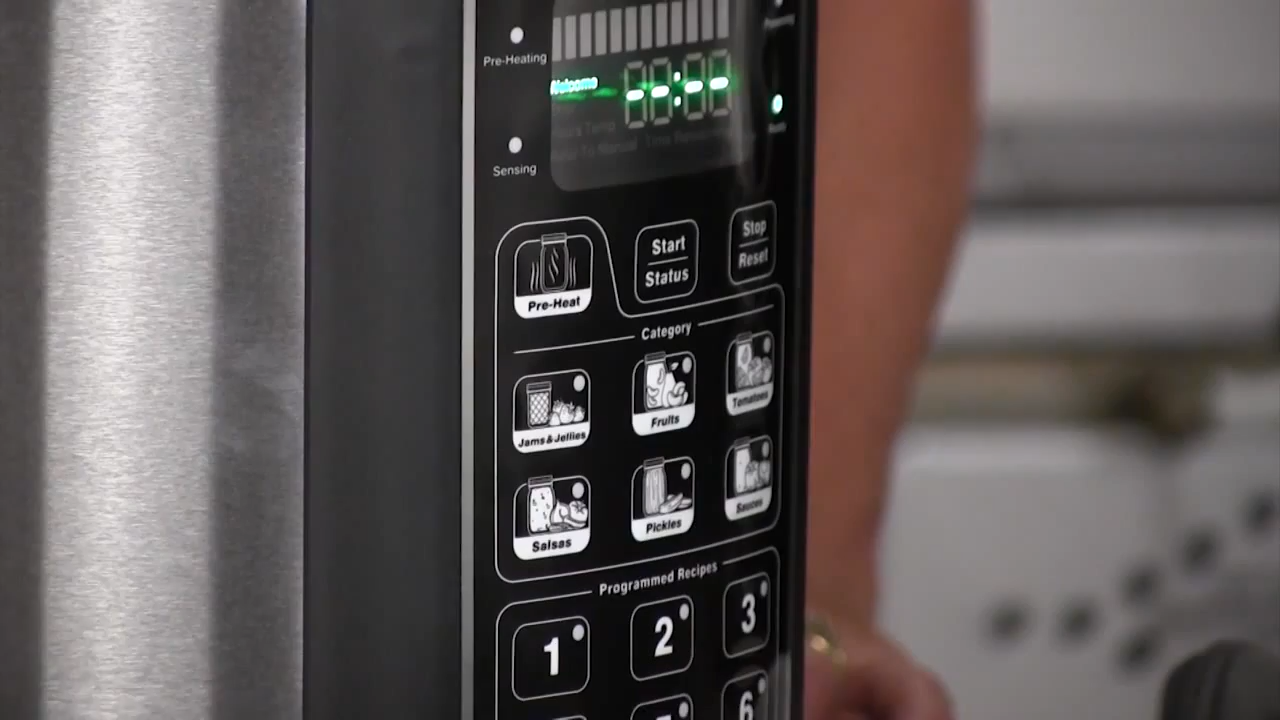 Pre-Heating
Welcome
--:--
Sensing
Start
Status
Stop
Reset
Pre-Heat
Category
Jams & Jellies
Fruits
Tomatoes
Salsas
Pickles
Sauces
Programmed Recipes
1
2
3
6